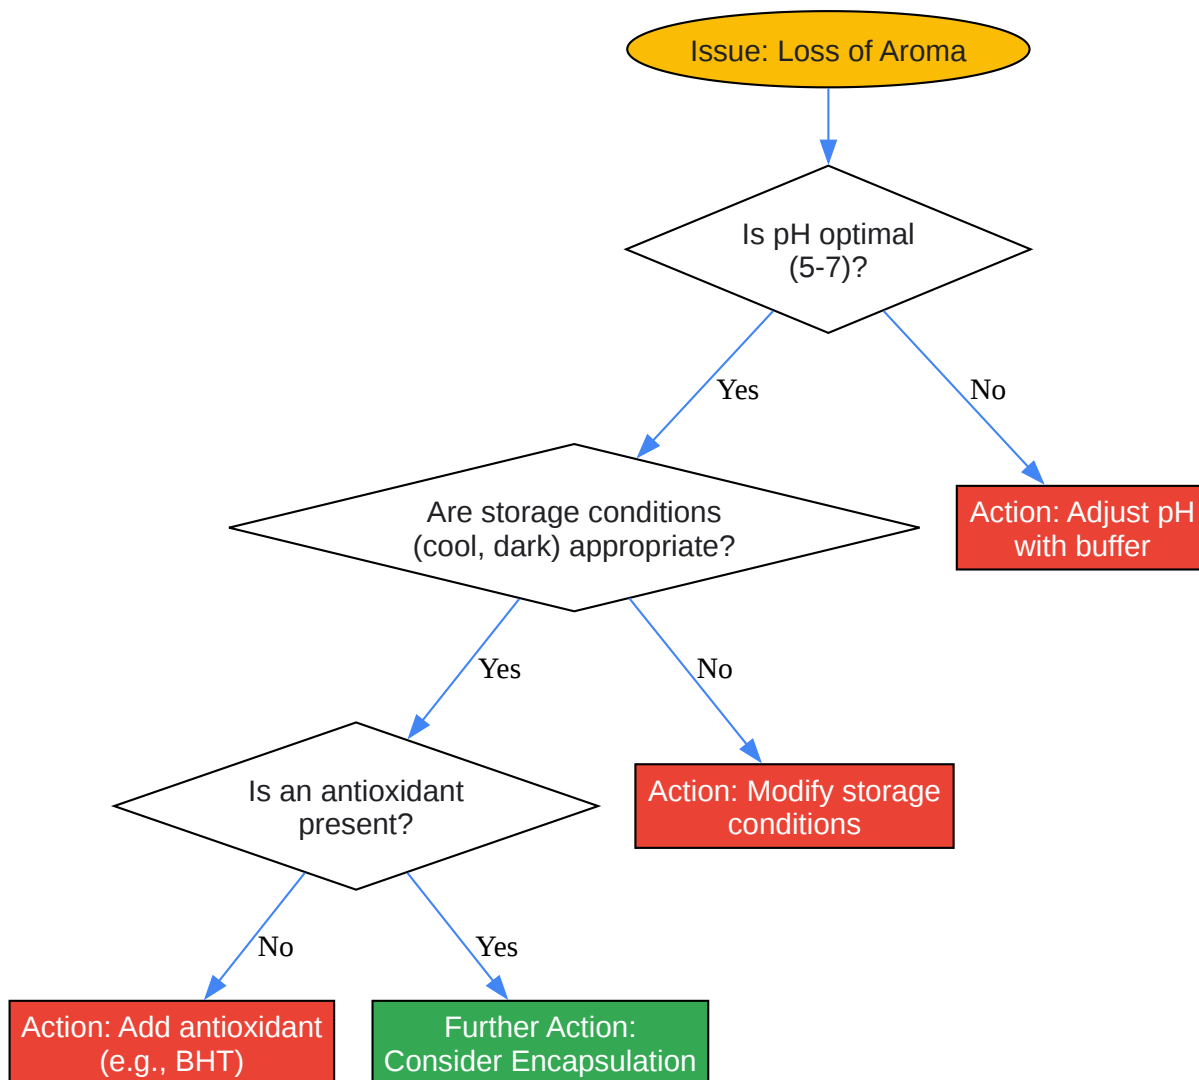 Issue: Loss of Aroma
Is pH optimal
(5-7)?
Yes
No
Are storage conditions
(cool, dark) appropriate?
Action: Adjust pH
with buffer
Yes
No
Is an antioxidant
present?
Action: Modify storage
conditions
No
Yes
Action: Add antioxidant
(e.g., BHT)
Further Action:
Consider Encapsulation